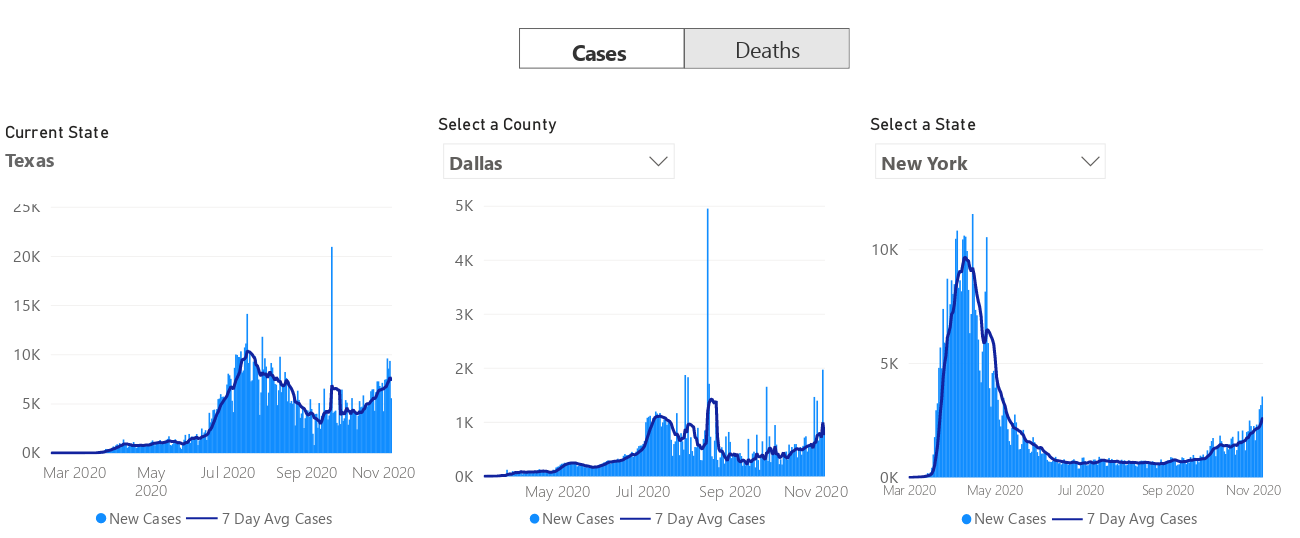 Cases Deaths
Current State
Texas
Select a County
Dallas
Select a State
New York
25K
20K
15K
10K
5K
0K
Mar 2020 May 2020 Jul 2020 Sep 2020 Nov 2020
New Cases 7 Day Avg Cases
5K
4K
3K
2K
1K
0K
May 2020 Jul 2020 Sep 2020 Nov 2020
New Cases 7 Day Avg Cases
10K
5K
0K
Mar 2020 May 2020 Jul 2020 Sep 2020 Nov 2020
New Cases 7 Day Avg Cases